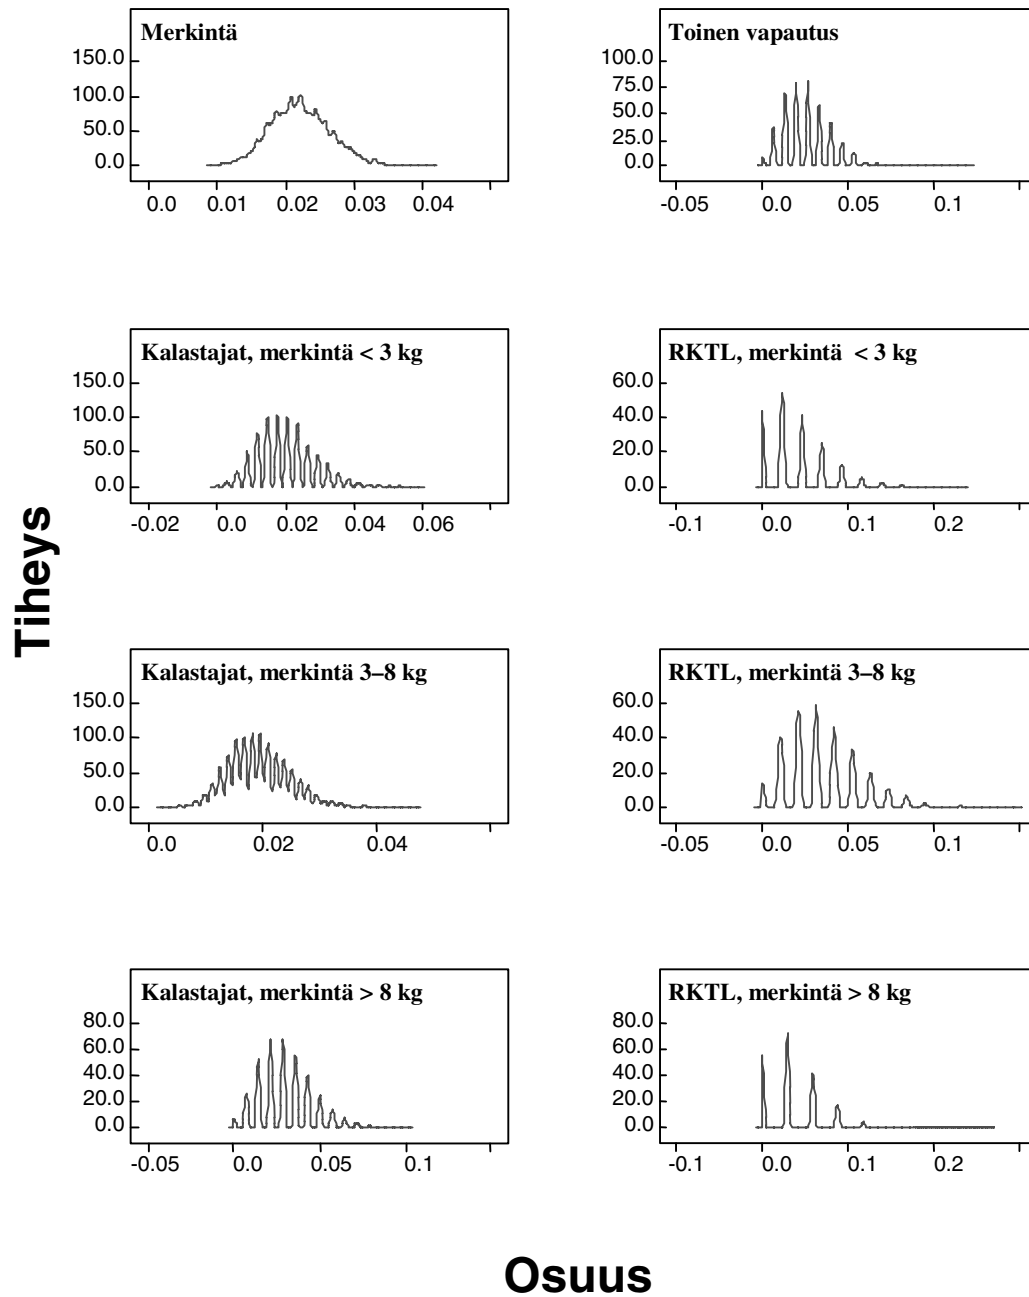 Merkintä
150.0
100.0
50.0
0.0
0.0 0.01 0.02 0.03 0.04
Toinen vapautus
100.0
75.0
50.0
25.0
0.0
-0.05 0.0 0.05 0.1
Kalastajat, merkintä < 3 kg
150.0
100.0
50.0
0.0
-0.02 0.0 0.02 0.04 0.06
RKTL, merkintä < 3 kg
60.0
40.0
20.0
0.0
-0.1 0.0 0.1 0.2
Tiheys
Kalastajat, merkintä 3–8 kg
150.0
100.0
50.0
0.0
0.0 0.02 0.04
RKTL, merkintä 3–8 kg
60.0
40.0
20.0
0.0
-0.05 0.0 0.05 0.1
Kalastajat, merkintä > 8 kg
80.0
60.0
40.0
20.0
0.0
-0.05 0.0 0.05 0.1
RKTL, merkintä > 8 kg
80.0
60.0
40.0
20.0
0.0
-0.1 0.0 0.1 0.2
Osuus